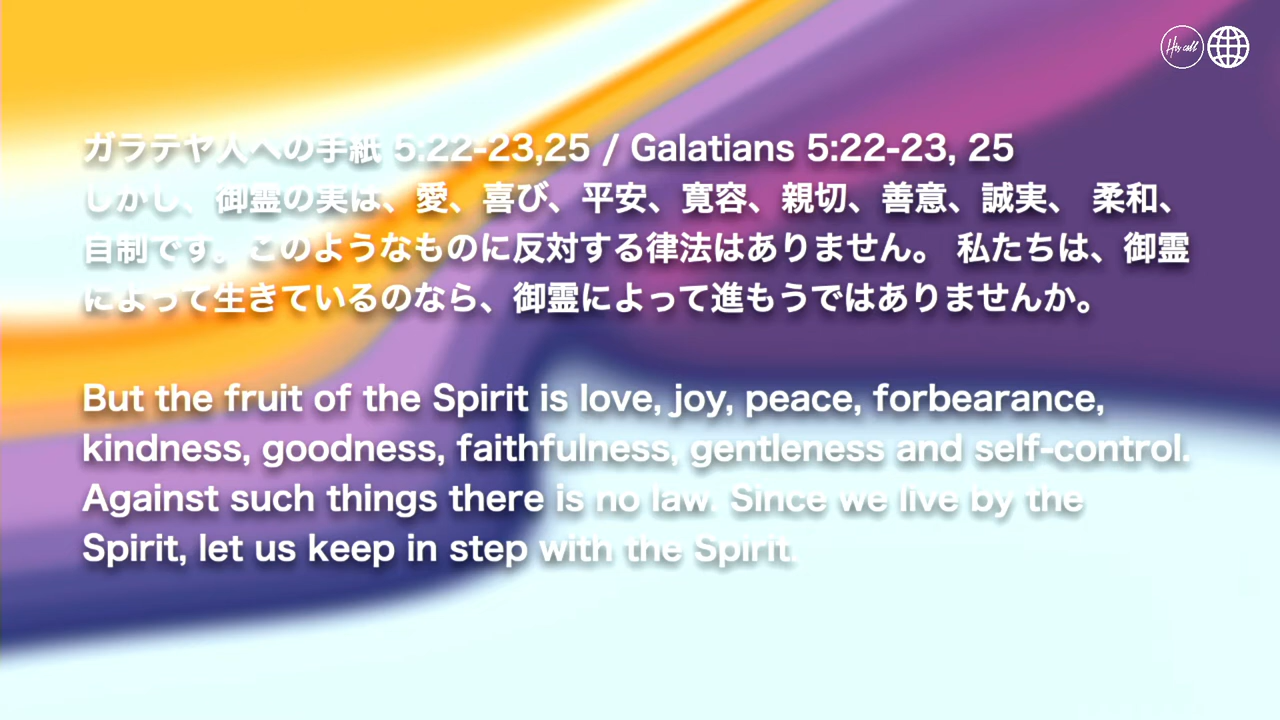 His call
ガラテヤ人への手紙 5:22-23,25 / Galatians 5:22-23, 25
しかし、御霊の実は、愛、喜び、平安、寛容、親切、善意、誠実、 柔和、
自制です。このようなものに反対する律法はありません。 私たちは、御霊
によって生きているのなら、御霊によって進もうではありませんか。
But the fruit of the Spirit is love, joy, peace, forbearance,
kindness, goodness, faithfulness, gentleness and self-control.
Against such things there is no law. Since we live by the
Spirit, let us keep in step with the Spirit.